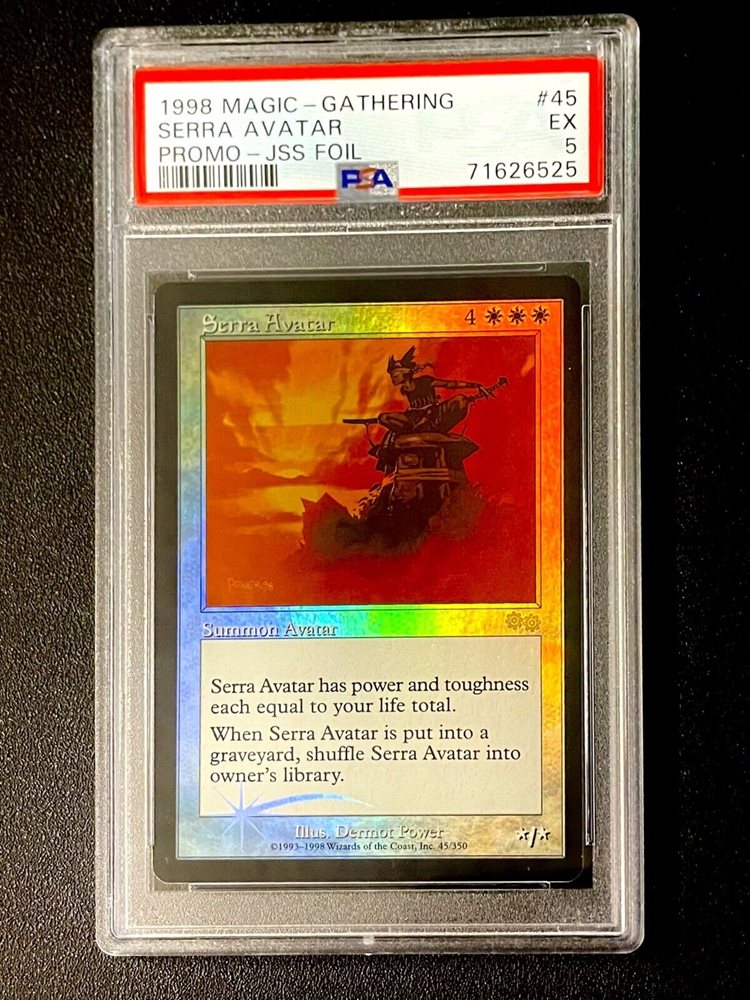 1998 MAGIC-GATHERING #45
SERRA AVATAR EX
PROMO-JSS FOIL 5
PSA 71626525
Serra Avatar 4
POWER 98
Summon Avatar
Serra Avatar has power and toughness
each equal to your life total.
When Serra Avatar is put into a
graveyard, shuffle Serra Avatar into
owner's library.
Illus. Dermot Power
*/*
©1993-1998 Wizards of the Coast, Inc. 45/350